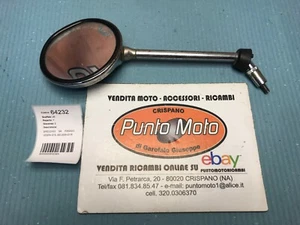 64232
VENDITA MOTO - ACCESSORI - RICAMBI
CRISPANO
Punto Moto
di Garofalo Giuseppe
VENDITA RICAMBI ONLINE SU ebay
PUNTOMOTORICAMBI
Via F. Petrarca, 20 - 80020 CRISPANO (NA)
Tel/fax 081.834.85.47 - e-mail: puntomoto1@alice.it
cell. 320.0306370